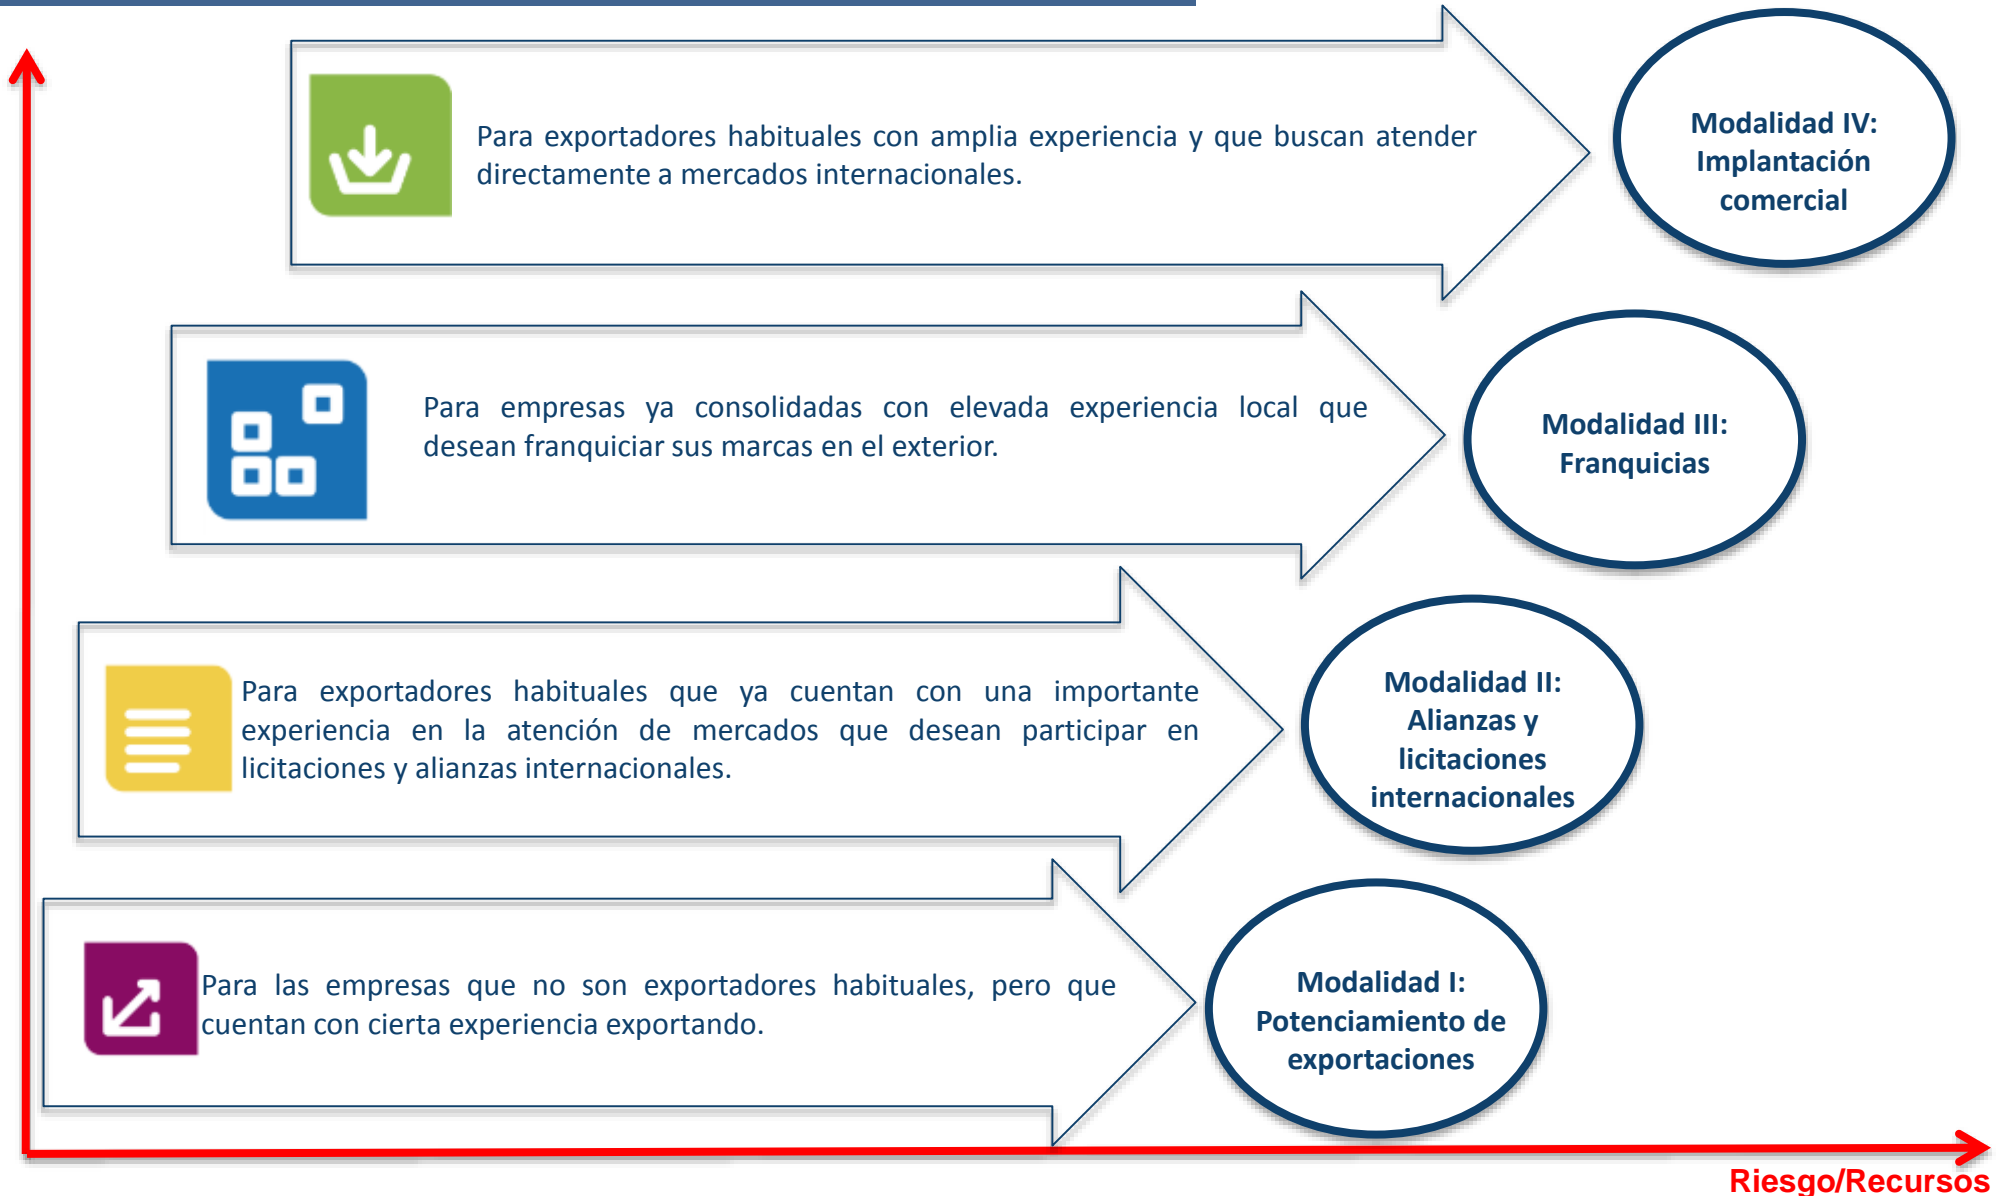 Para exportadores habituales con amplia experiencia y que buscan atender
directamente a mercados internacionales.
Modalidad IV:
Implantación
comercial
Para empresas ya consolidadas con elevada experiencia local que
desean franquiciar sus marcas en el exterior.
Modalidad III:
Franquicias
Para exportadores habituales que ya cuentan con una importante
experiencia en la atención de mercados que desean participar en
licitaciones y alianzas internacionales.
Modalidad II:
Alianzas y
licitaciones
internacionales
Para las empresas que no son exportadores habituales, pero que
cuentan con cierta experiencia exportando.
Modalidad I:
Potenciamiento de
exportaciones
Riesgo/Recursos